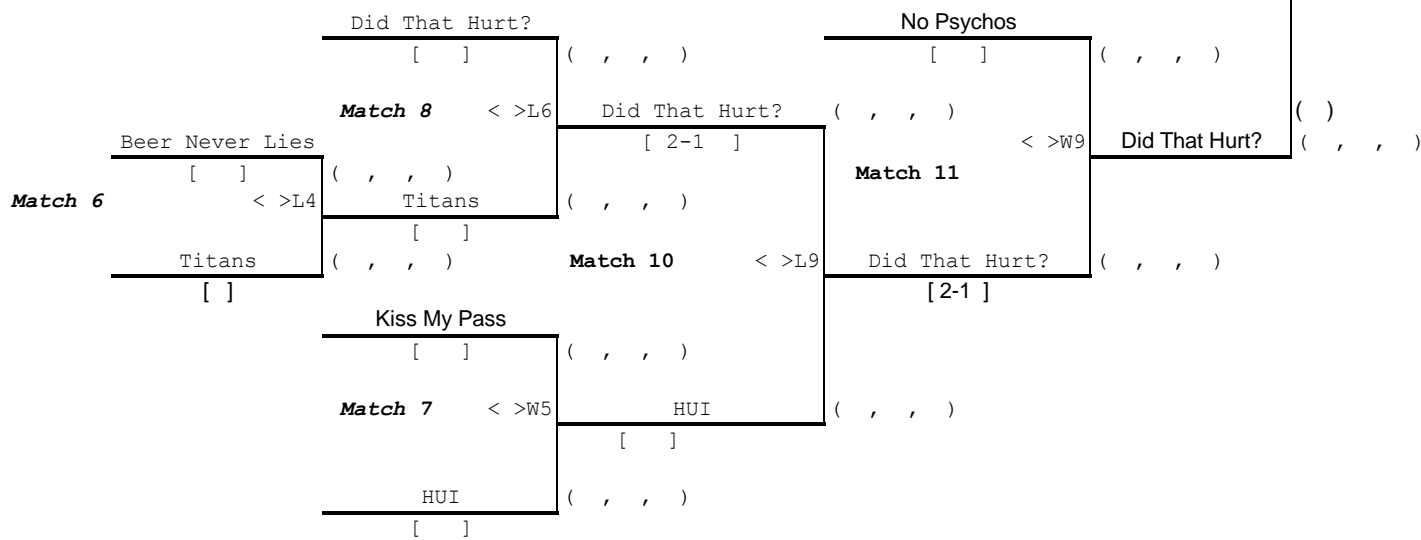 Did That Hurt? No Psychos
[ ] ( , , ) [ ] ( , , )
Match 8 < >L6 Did That Hurt? ( , , ) ( )
Beer Never Lies [ 2-1 ] < >W9 Did That Hurt? ( , , )
[ ] ( , , ) Match 11
Match 6 < >L4 Titans ( , , )
[ ]
Titans ( , , ) Match 10 < >L9 Did That Hurt? ( , , )
[ ] [ 2-1 ]
Kiss My Pass
[ ] ( , , )
Match 7 < >W5 HUI ( , , )
[ ]
HUI ( , , )
[ ]